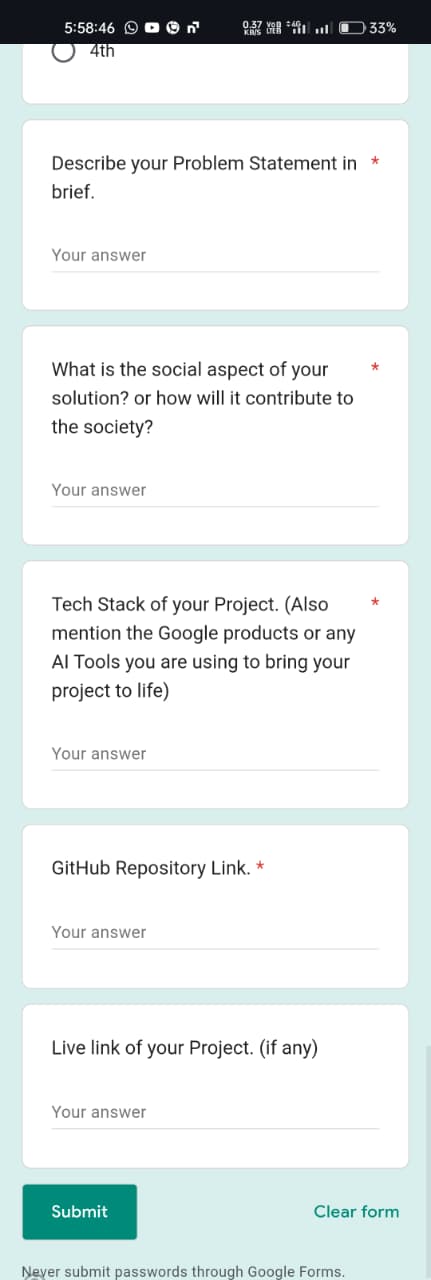 5:58:46
0.37 KB/S 4G 33%
4th
Describe your Problem Statement in *
brief.
Your answer
What is the social aspect of your *
solution? or how will it contribute to
the society?
Your answer
Tech Stack of your Project. (Also *
mention the Google products or any
AI Tools you are using to bring your
project to life)
Your answer
GitHub Repository Link. *
Your answer
Live link of your Project. (if any)
Your answer
Submit Clear form
Never submit passwords through Google Forms.